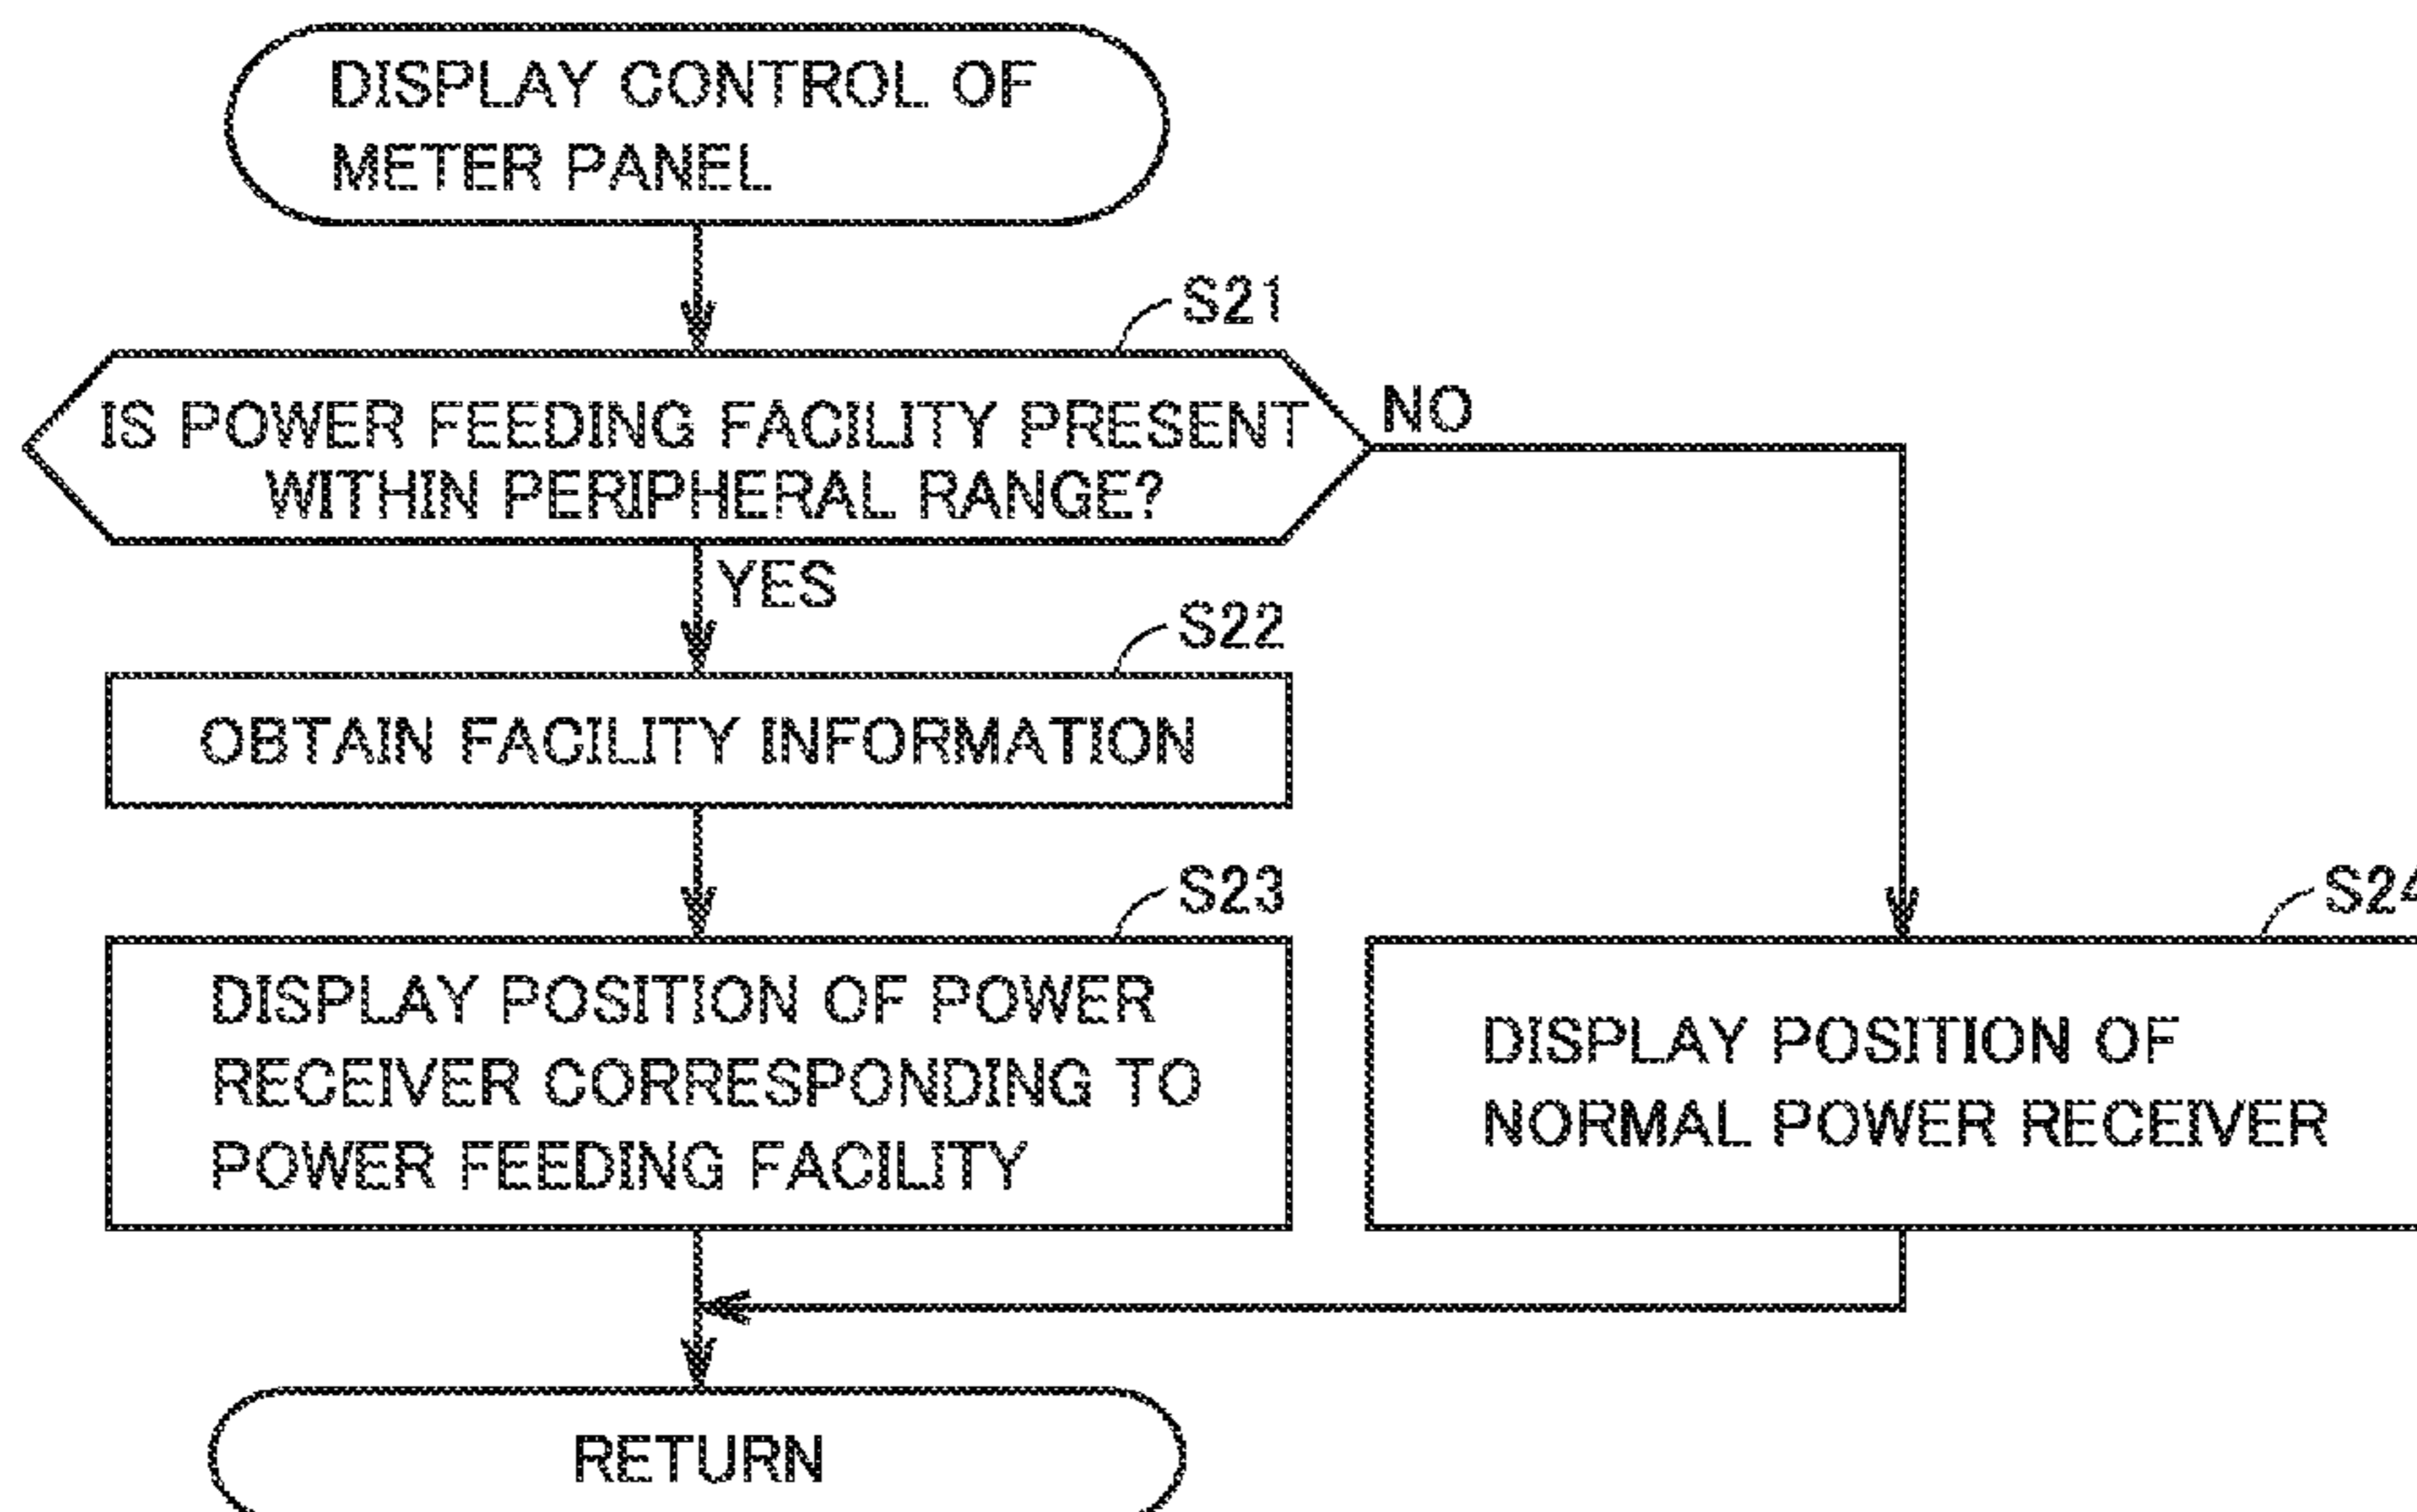 DISPLAY CONTROL OF
METER PANEL
S21
IS POWER FEEDING FACILITY PRESENT
WITHIN PERIPHERAL RANGE?
NO
YES
S22
OBTAIN FACILITY INFORMATION
S23
DISPLAY POSITION OF POWER
RECEIVER CORRESPONDING TO
POWER FEEDING FACILITY
S24
DISPLAY POSITION OF
NORMAL POWER RECEIVER
RETURN